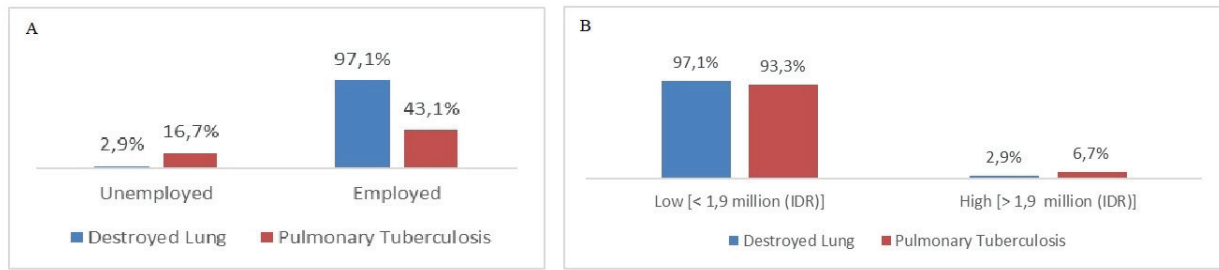 A
97,1%
43,1%
16,7%
2,9%
Unemployed Employed
Destroyed Lung Pulmonary Tuberculosis
B
97,1% 93,3%
2,9% 6,7%
Low [< 1,9 million (IDR)] High [> 1,9 million (IDR)]
Destroyed Lung Pulmonary Tuberculosis